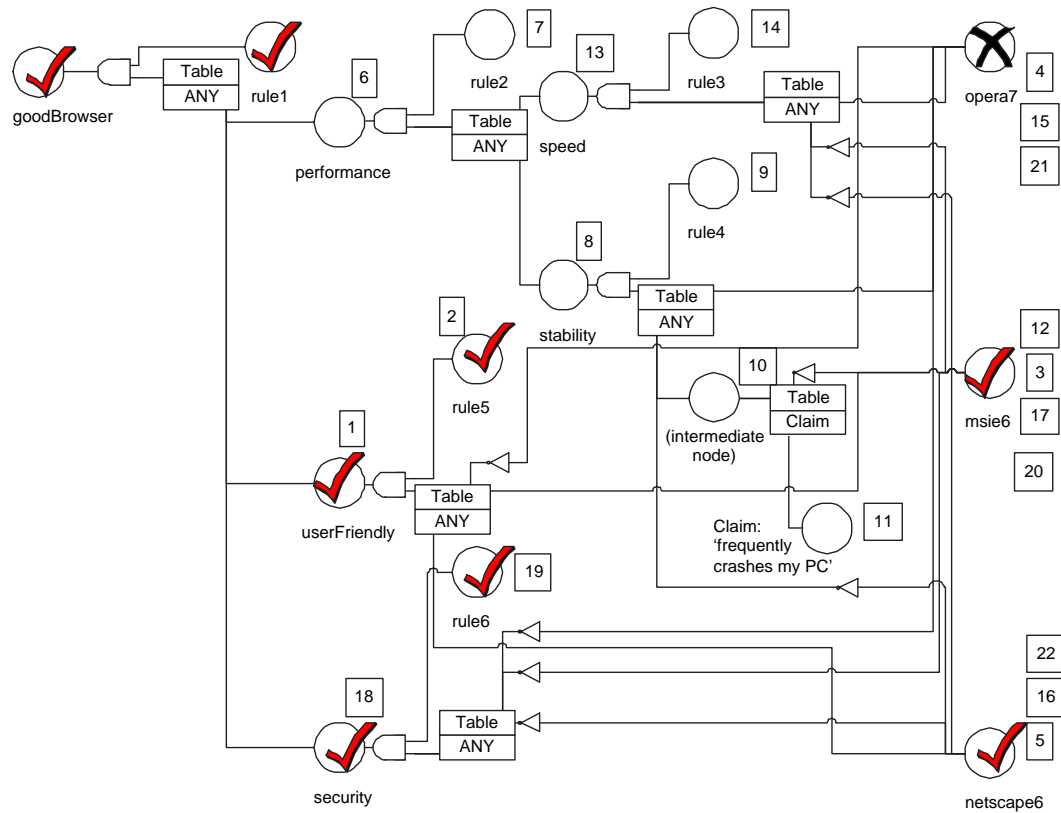 7
14
13
Table
ANY
rule1
6
rule2
rule3
Table
ANY
4
goodBrowser
Table
ANY
speed
opera7
15
performance
9
21
8
rule4
Table
ANY
2
stability
12
10
3
rule5
Table
Claim
msie6
17
1
(intermediate
node)
20
Table
ANY
userFriendly
Claim:
‘frequently
crashes my PC’
11
19
rule6
22
18
16
Table
ANY
5
security
netscape6